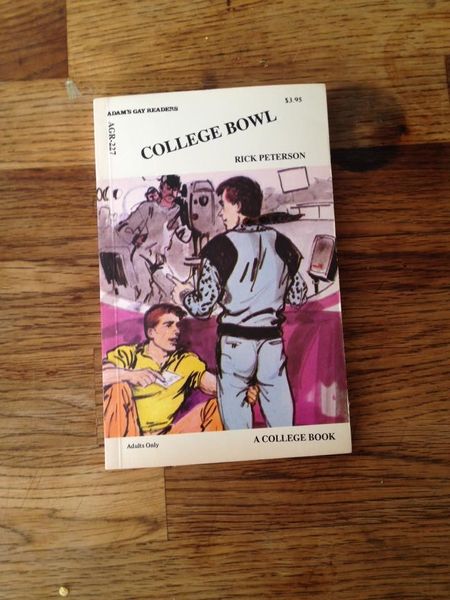 ADAM'S GAY READERS
$3.95
AGR-227
COLLEGE BOWL
RICK PETERSON
Adults Only
A COLLEGE BOOK